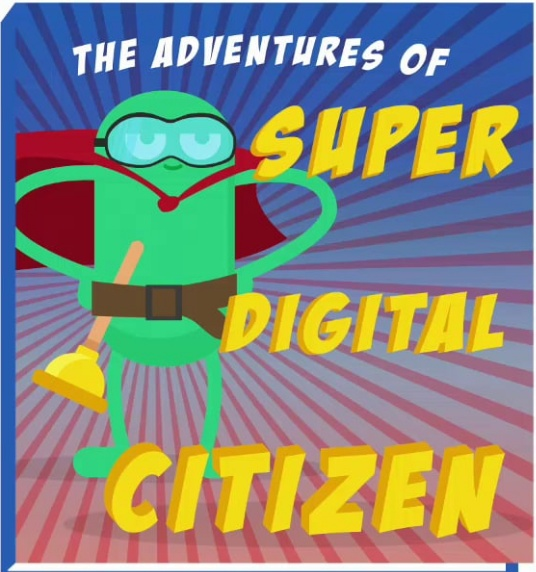 THE ADVENTURES OF
SUPER
DIGITAL
CITIZEN